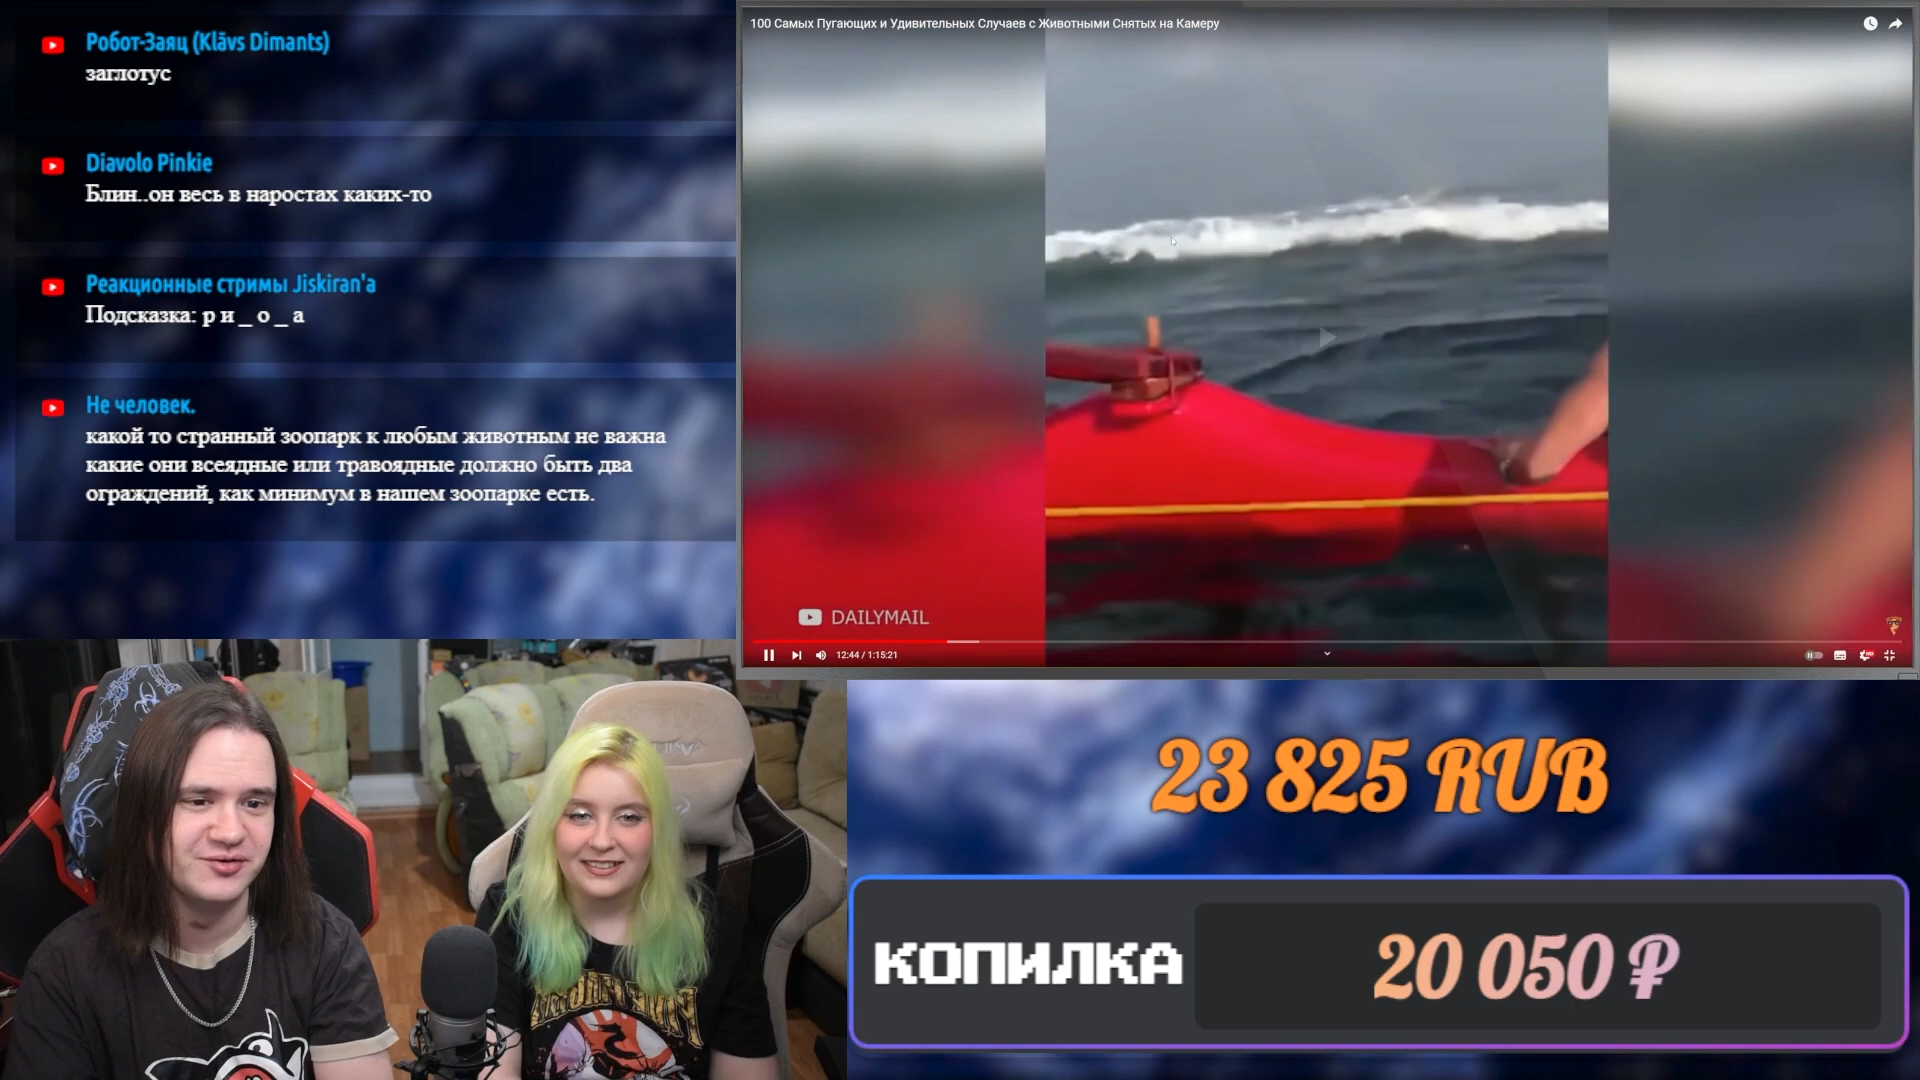 Робот-Заяц (Klāvs Dimants)
заглотус
Diavolo Pinkie
Блин..он весь в наростах каких-то
Реакционные стримы Jiskiran'a
Подсказка: р и _ о _ а
Не человек.
какой то странный зоопарк к любым животным не важна
какие они всеядные или травоядные должно быть два
ограждений, как минимум в нашем зоопарке есть.
100 Самых Пугающих и Удивительных Случаев с Животными Снятых на Камеру
DAILYMAIL
12:44 / 1:15:21
23 825 RUB
КОПИЛКА
20 050 ₽